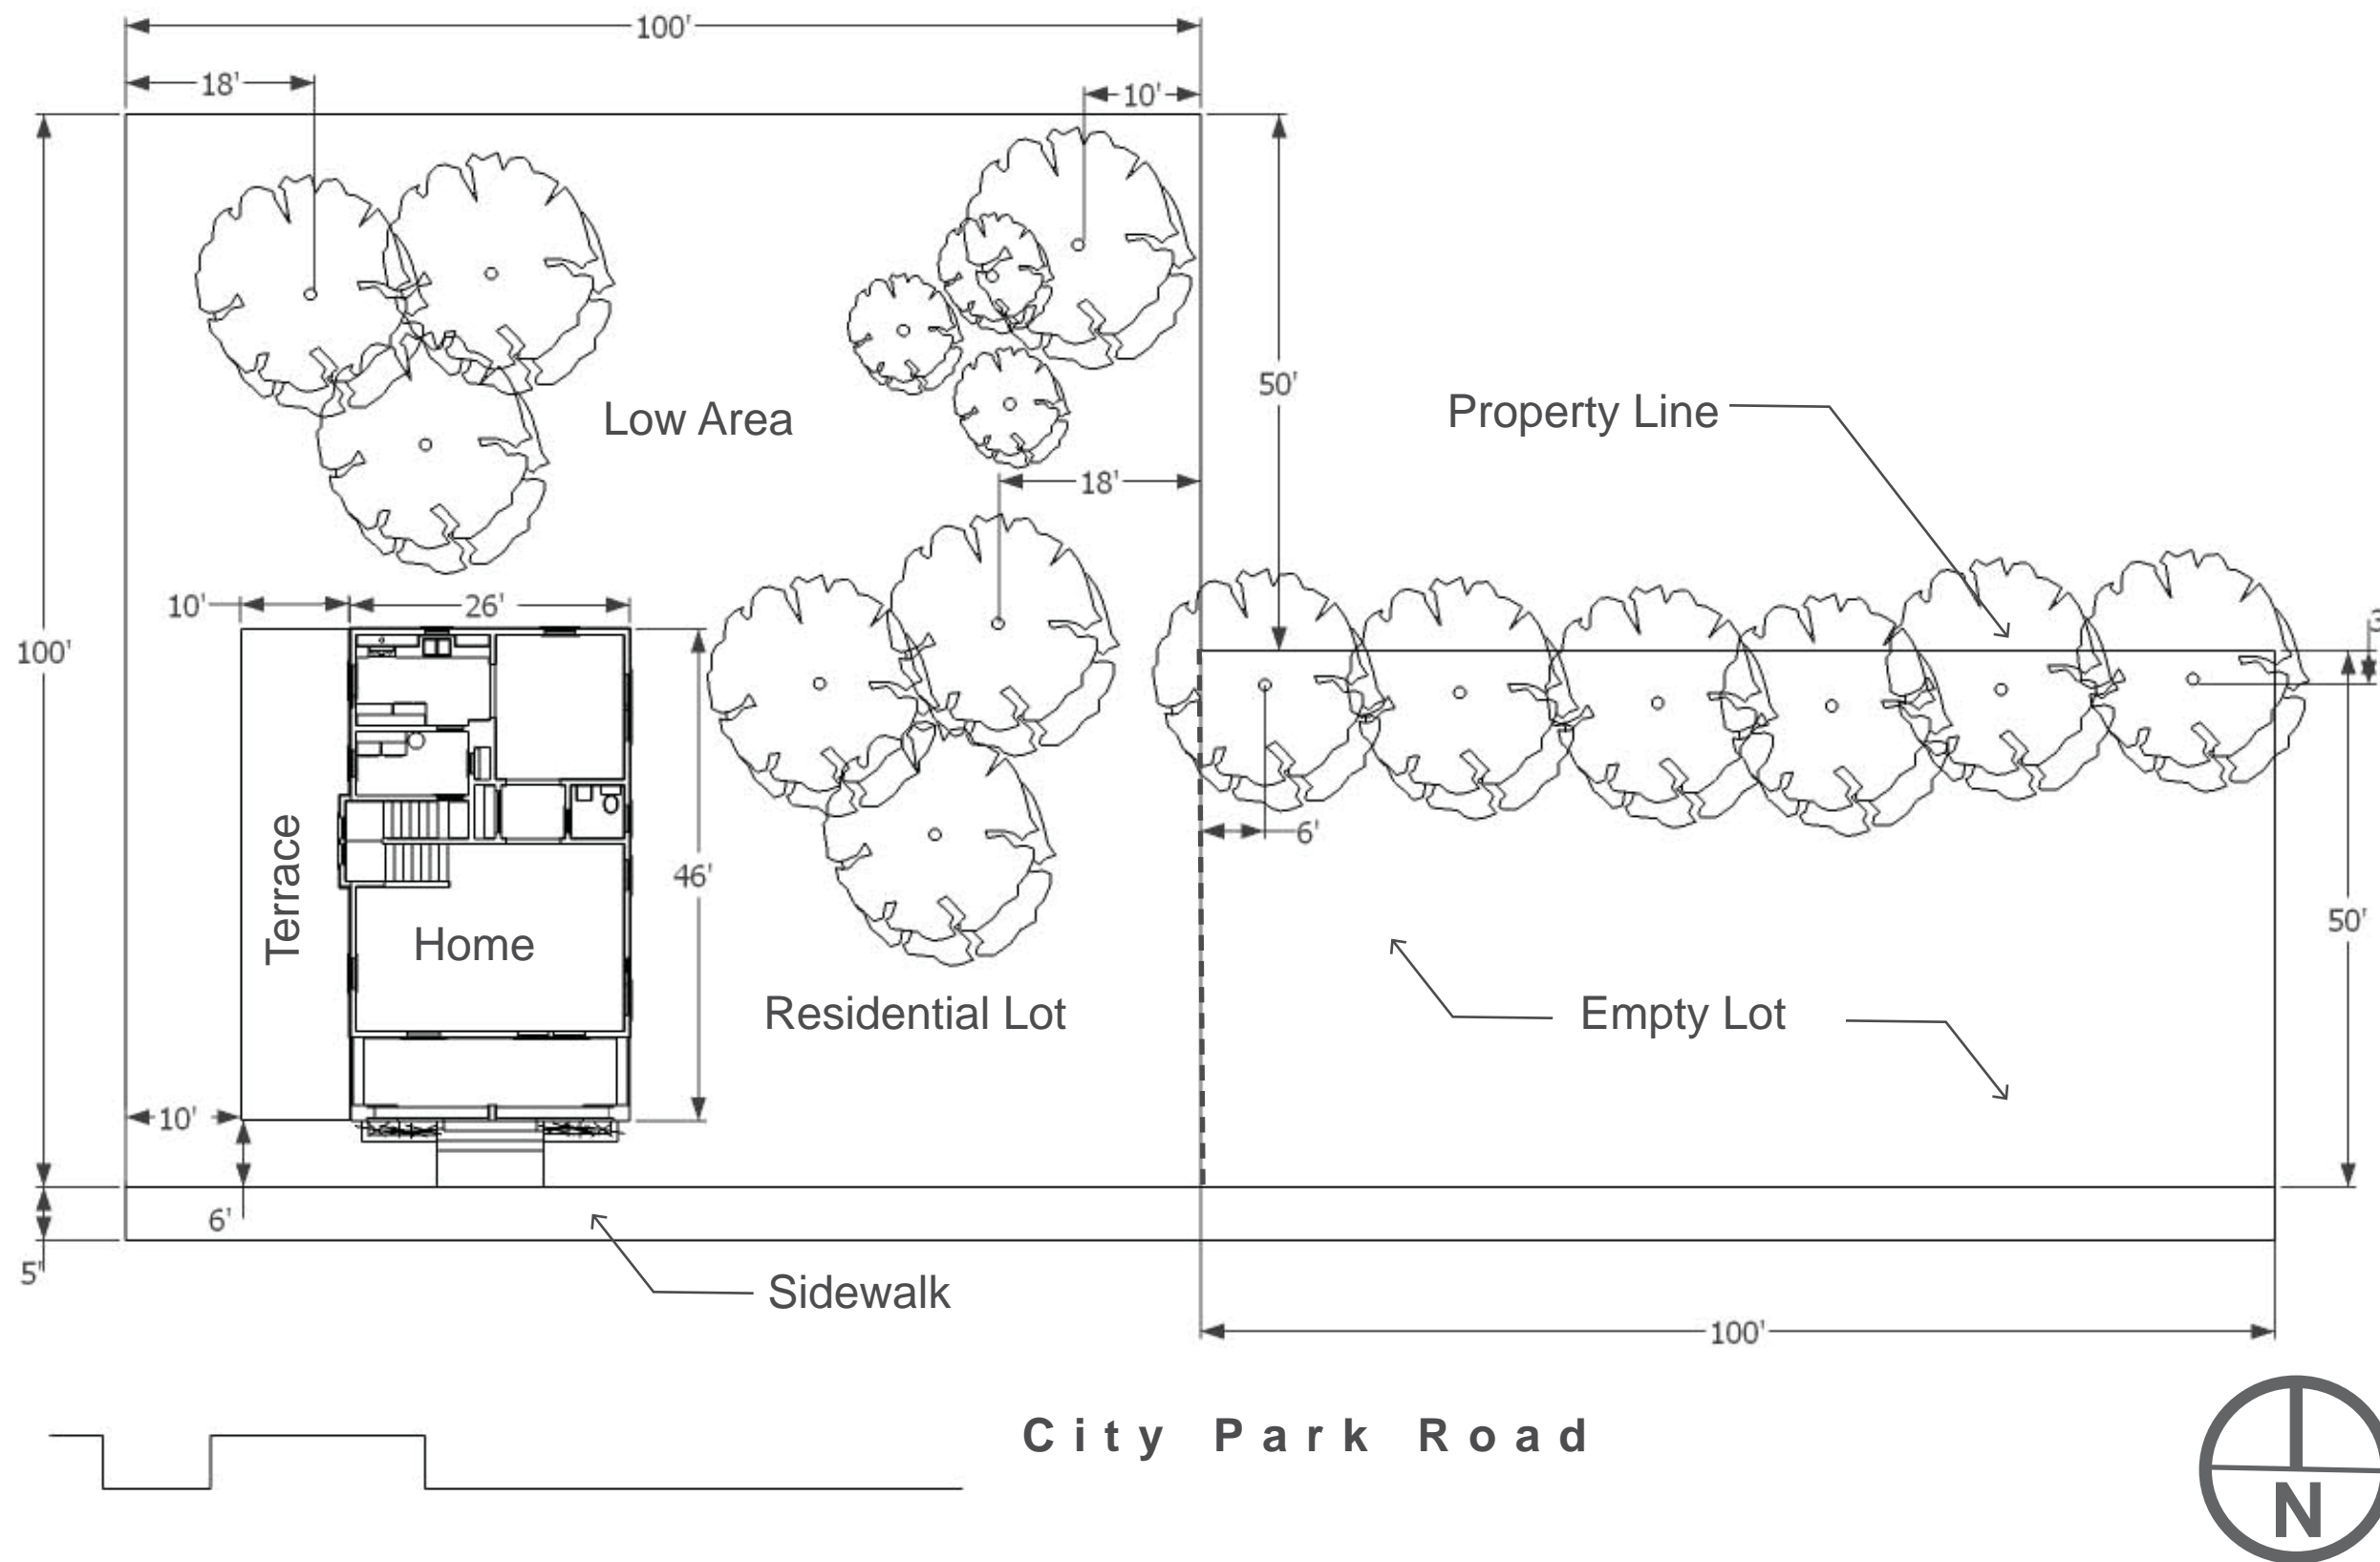 100'
18'
10'
50'
Low Area
Property Line
18'
10'
26'
3
100'
Terrace
46'
6'
Home
50'
Residential Lot
Empty Lot
10'
6'
5'
Sidewalk
100'
City Park Road
N